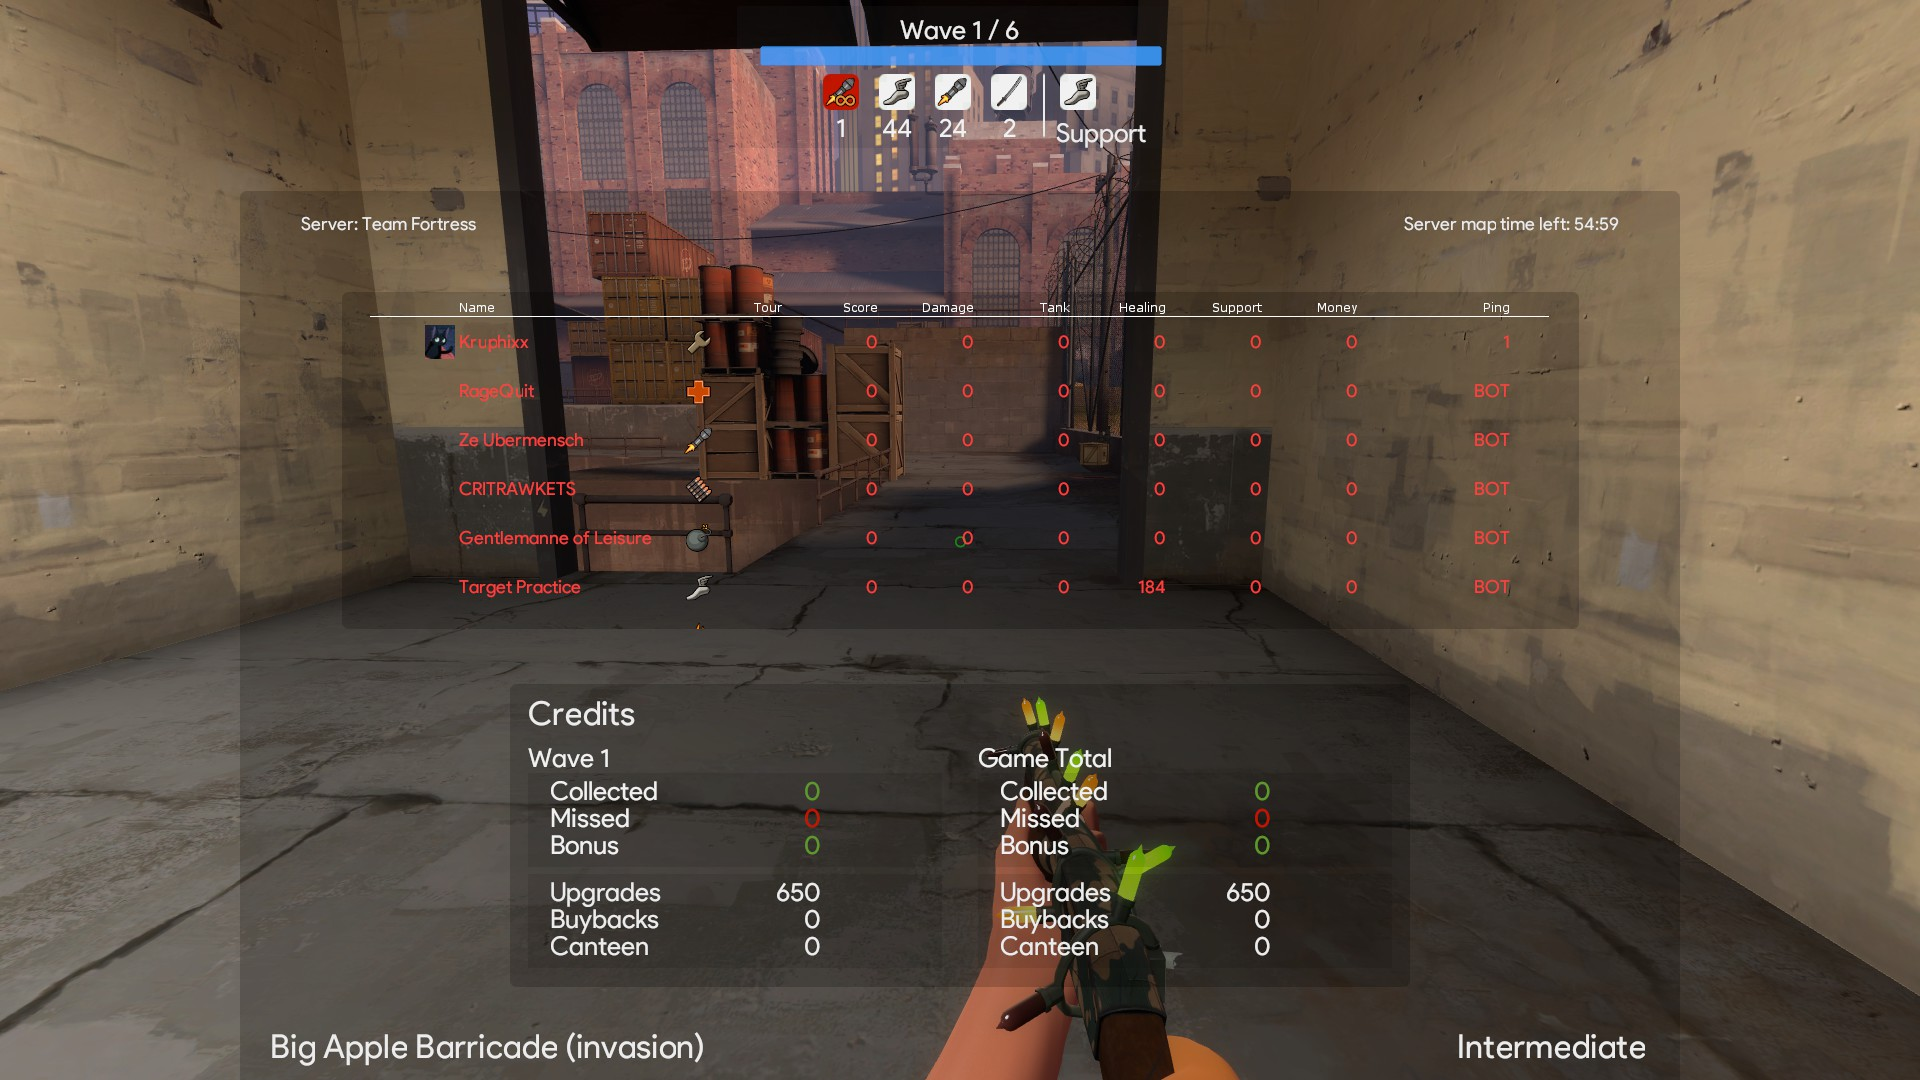 Wave 1 / 6
1 44 24 2 Support
Server: Team Fortress
Server map time left: 54:59
Name Tour Score Damage Tank Healing Support Money Ping
Kruphixx 0 0 0 0 0 0 1
RageQuit 0 0 0 0 0 0 BOT
Ze Ubermensch 0 0 0 0 0 0 BOT
CRITRAWKETS 0 0 0 0 0 0 BOT
Gentlemanne of Leisure 0 0 0 0 0 0 BOT
Target Practice 0 0 0 184 0 0 BOT
Credits
Wave 1
Collected 0
Missed 0
Bonus 0
Upgrades 650
Buybacks 0
Canteen 0
Game Total
Collected 0
Missed 0
Bonus 0
Upgrades 650
Buybacks 0
Canteen 0
Big Apple Barricade (invasion)
Intermediate